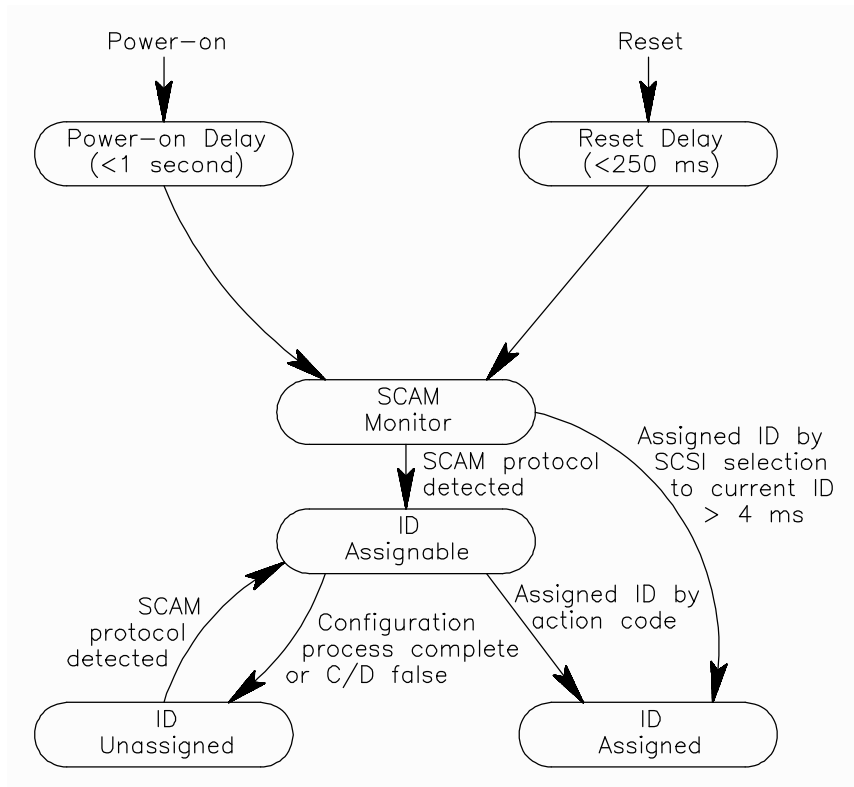 Power-on
Reset
Power-on Delay
(<1 second)
Reset Delay
(<250 ms)
SCAM
Monitor
Assigned ID by
SCSI selection
to current ID
> 4 ms
SCAM protocol
detected
ID
Assignable
SCAM
protocol
detected
Configuration
process complete
or C/D false
Assigned ID by
action code
ID
Unassigned
ID
Assigned